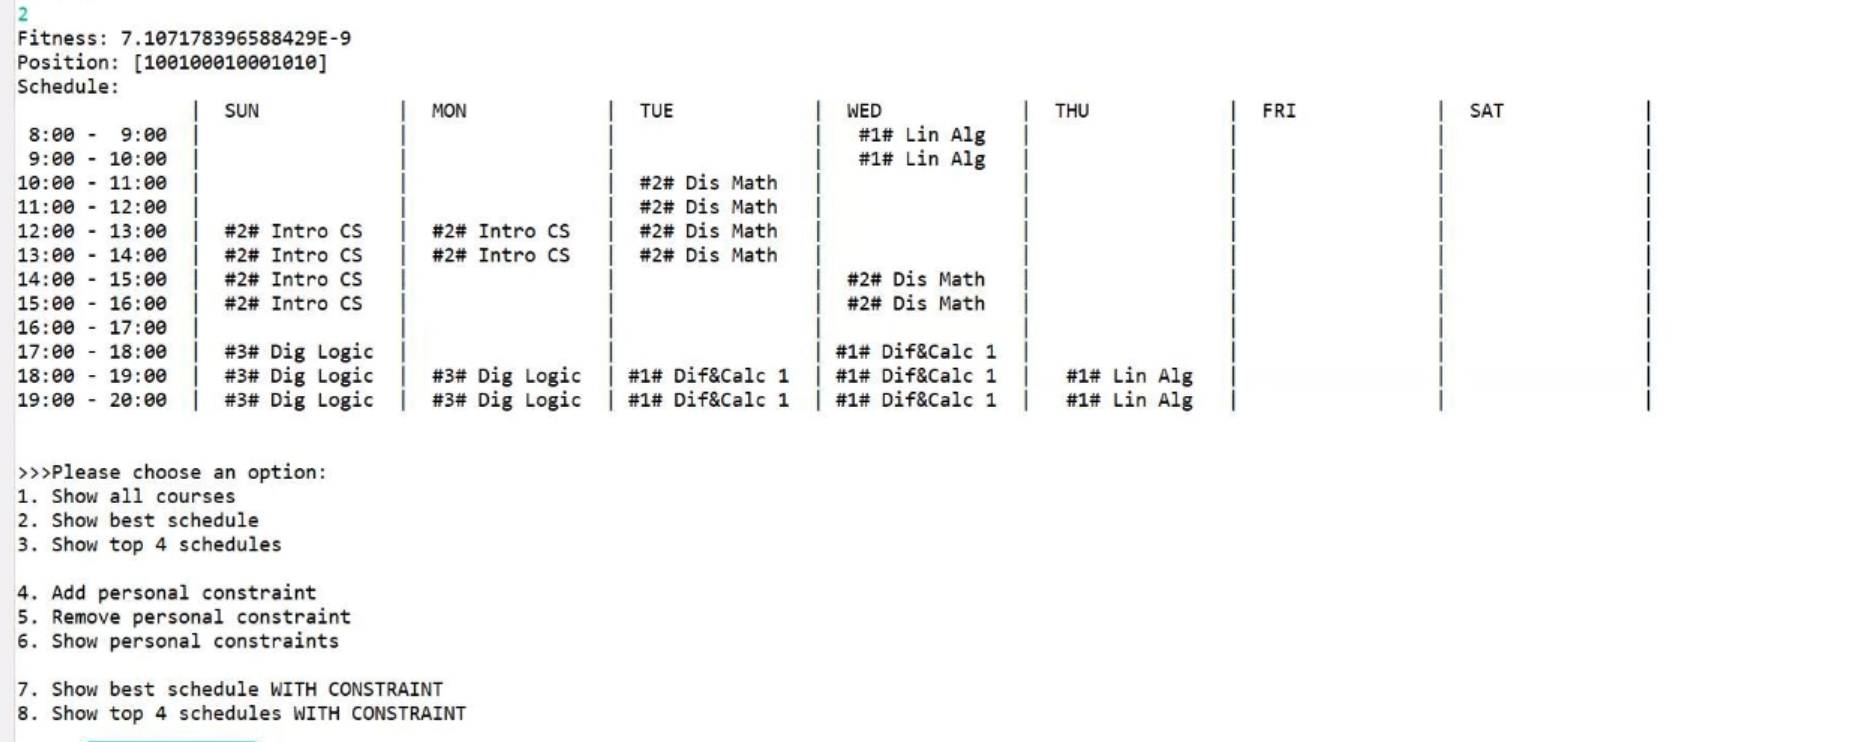 2
Fitness: 7.107178396588429E-9
Position: [100100010001010]
Schedule:
| SUN | MON | TUE | WED | THU | FRI | SAT |
8:00 - 9:00 | | | | #1# Lin Alg | | | |
9:00 - 10:00 | | | | #1# Lin Alg | | | |
10:00 - 11:00 | | | #2# Dis Math | | | | |
11:00 - 12:00 | | | #2# Dis Math | | | | |
12:00 - 13:00 | #2# Intro CS | #2# Intro CS | #2# Dis Math | | | | |
13:00 - 14:00 | #2# Intro CS | #2# Intro CS | #2# Dis Math | | | | |
14:00 - 15:00 | #2# Intro CS | | | #2# Dis Math | | | |
15:00 - 16:00 | #2# Intro CS | | | #2# Dis Math | | | |
16:00 - 17:00 | | | | | | | |
17:00 - 18:00 | #3# Dig Logic | | | #1# Dif&Calc 1 | | | |
18:00 - 19:00 | #3# Dig Logic | #3# Dig Logic | #1# Dif&Calc 1 | #1# Dif&Calc 1 | #1# Lin Alg | | |
19:00 - 20:00 | #3# Dig Logic | #3# Dig Logic | #1# Dif&Calc 1 | #1# Dif&Calc 1 | #1# Lin Alg | | |
>>>Please choose an option:
1. Show all courses
2. Show best schedule
3. Show top 4 schedules
4. Add personal constraint
5. Remove personal constraint
6. Show personal constraints
7. Show best schedule WITH CONSTRAINT
8. Show top 4 schedules WITH CONSTRAINT